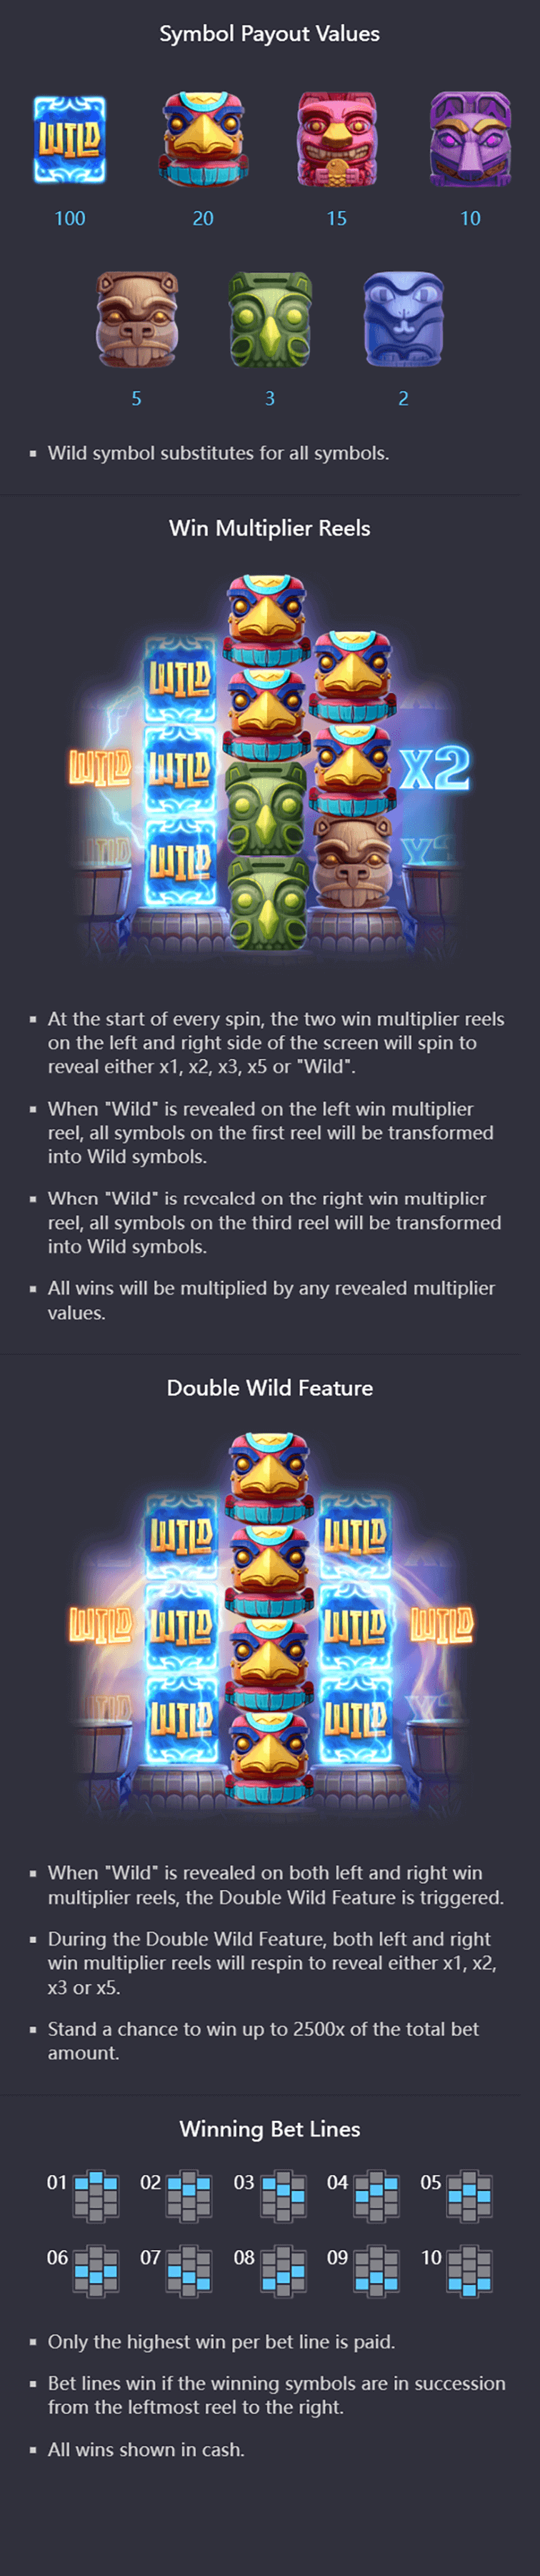 Symbol Payout Values
WILD
100
20
15
10
5
3
2
▪ Wild symbol substitutes for all symbols.
Win Multiplier Reels
WILD
WILD
WILD
WILD
X2
▪ At the start of every spin, the two win multiplier reels
on the left and right side of the screen will spin to
reveal either x1, x2, x3, x5 or "Wild".
▪ When "Wild" is revealed on the left win multiplier
reel, all symbols on the first reel will be transformed
into Wild symbols.
▪ When "Wild" is revealed on the right win multiplier
reel, all symbols on the third reel will be transformed
into Wild symbols.
▪ All wins will be multiplied by any revealed multiplier
values.
Double Wild Feature
WILD WILD
WILD WILD WILD WILD
WILD WILD
▪ When "Wild" is revealed on both left and right win
multiplier reels, the Double Wild Feature is triggered.
▪ During the Double Wild Feature, both left and right
win multiplier reels will respin to reveal either x1, x2,
x3 or x5.
▪ Stand a chance to win up to 2500x of the total bet
amount.
Winning Bet Lines
01 02 03 04 05
06 07 08 09 10
▪ Only the highest win per bet line is paid.
▪ Bet lines win if the winning symbols are in succession
from the leftmost reel to the right.
▪ All wins shown in cash.